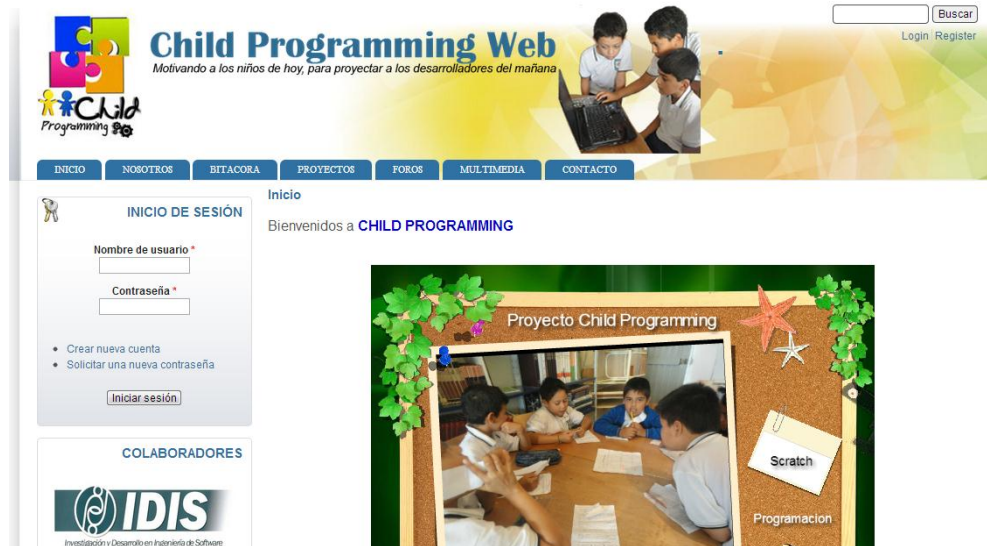 Buscar
Login Register
Child Programming Web
Motivando a los niños de hoy, para proyectar a los desarrolladores del mañana
Child
Programming
INICIO
NOSOTROS
BITACORA
PROYECTOS
FOROS
MULTIMEDIA
CONTACTO
INICIO DE SESIÓN
Nombre de usuario *
Contraseña *
Crear nueva cuenta
Solicitar una nueva contraseña
Iniciar sesión
COLABORADORES
IDIS
Investigación y Desarrollo en Ingeniería de Software
Inicio
Bienvenidos a CHILD PROGRAMMING
Proyecto Child Programming
Scratch
Programacion